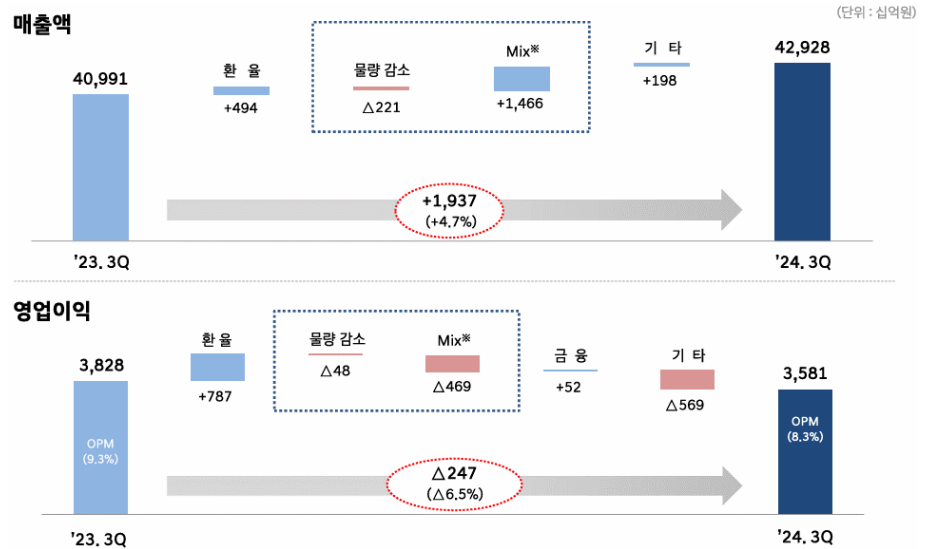 (단위 : 십억원)
매출액
40,991
환 율
+494
물량 감소
△221
Mix※
+1,466
기 타
+198
42,928
+1,937
(+4.7%)
'23. 3Q
'24. 3Q
영업이익
3,828
OPM
(9.3%)
환 율
+787
물량 감소
△48
Mix※
△469
금 융
+52
기 타
△569
3,581
OPM
(8.3%)
△247
(△6.5%)
'23. 3Q
'24. 3Q